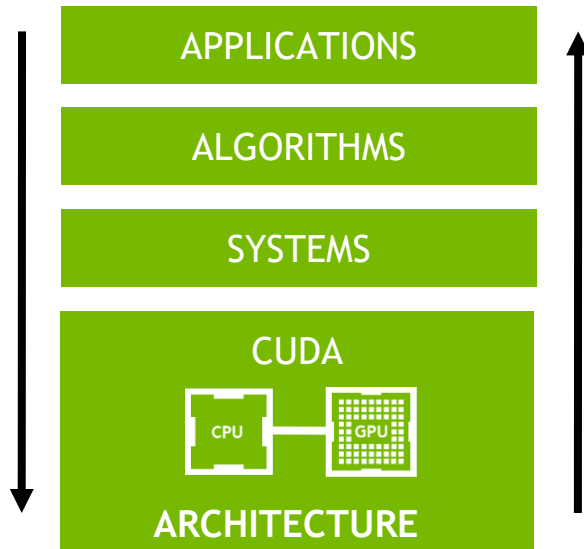 APPLICATIONS
ALGORITHMS
SYSTEMS
CUDA
CPU GPU
ARCHITECTURE